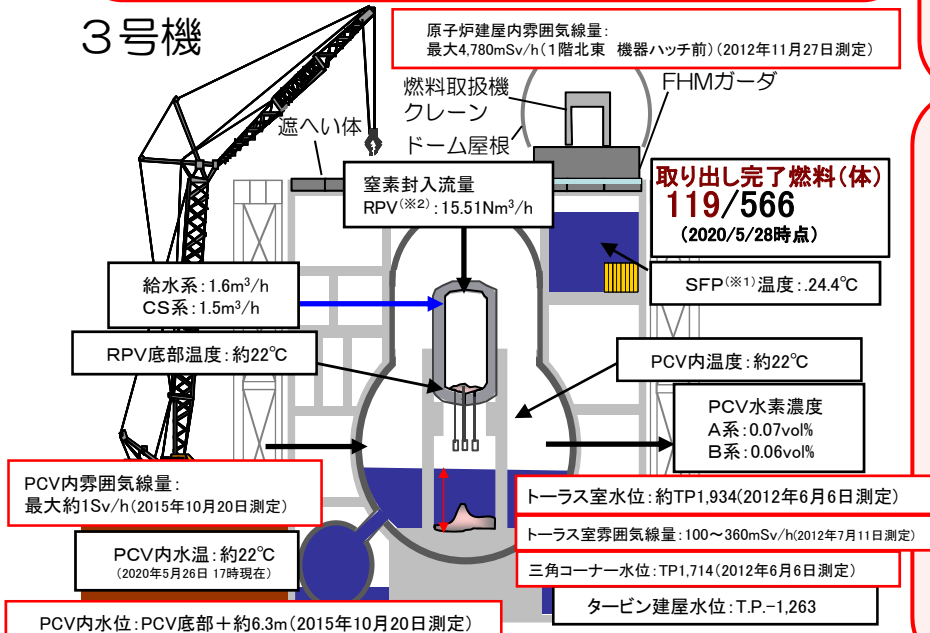 3号機
原子炉建屋内雰囲気線量:
最大4,780mSv/h(1階北東 機器ハッチ前)(2012年11月27日測定)
燃料取扱機
クレーン
FHMガーダ
遮へい体
ドーム屋根
窒素封入流量
RPV(※2):15.51Nm³/h
取り出し完了燃料(体)
119/566
(2020/5/28時点)
給水系:1.6m³/h
CS系:1.5m³/h
SFP(※1)温度:.24.4℃
RPV底部温度:約22℃
PCV内温度:約22℃
PCV水素濃度
A系:0.07vol%
B系:0.06vol%
PCV内雰囲気線量:
最大約1Sv/h(2015年10月20日測定)
トーラス室水位:約TP1,934(2012年6月6日測定)
トーラス室雰囲気線量:100~360mSv/h(2012年7月11日測定)
PCV内水温:約22℃
(2020年5月26日 17時現在)
三角コーナー水位:TP1,714(2012年6月6日測定)
タービン建屋水位:T.P.-1,263
PCV内水位:PCV底部+約6.3m(2015年10月20日測定)